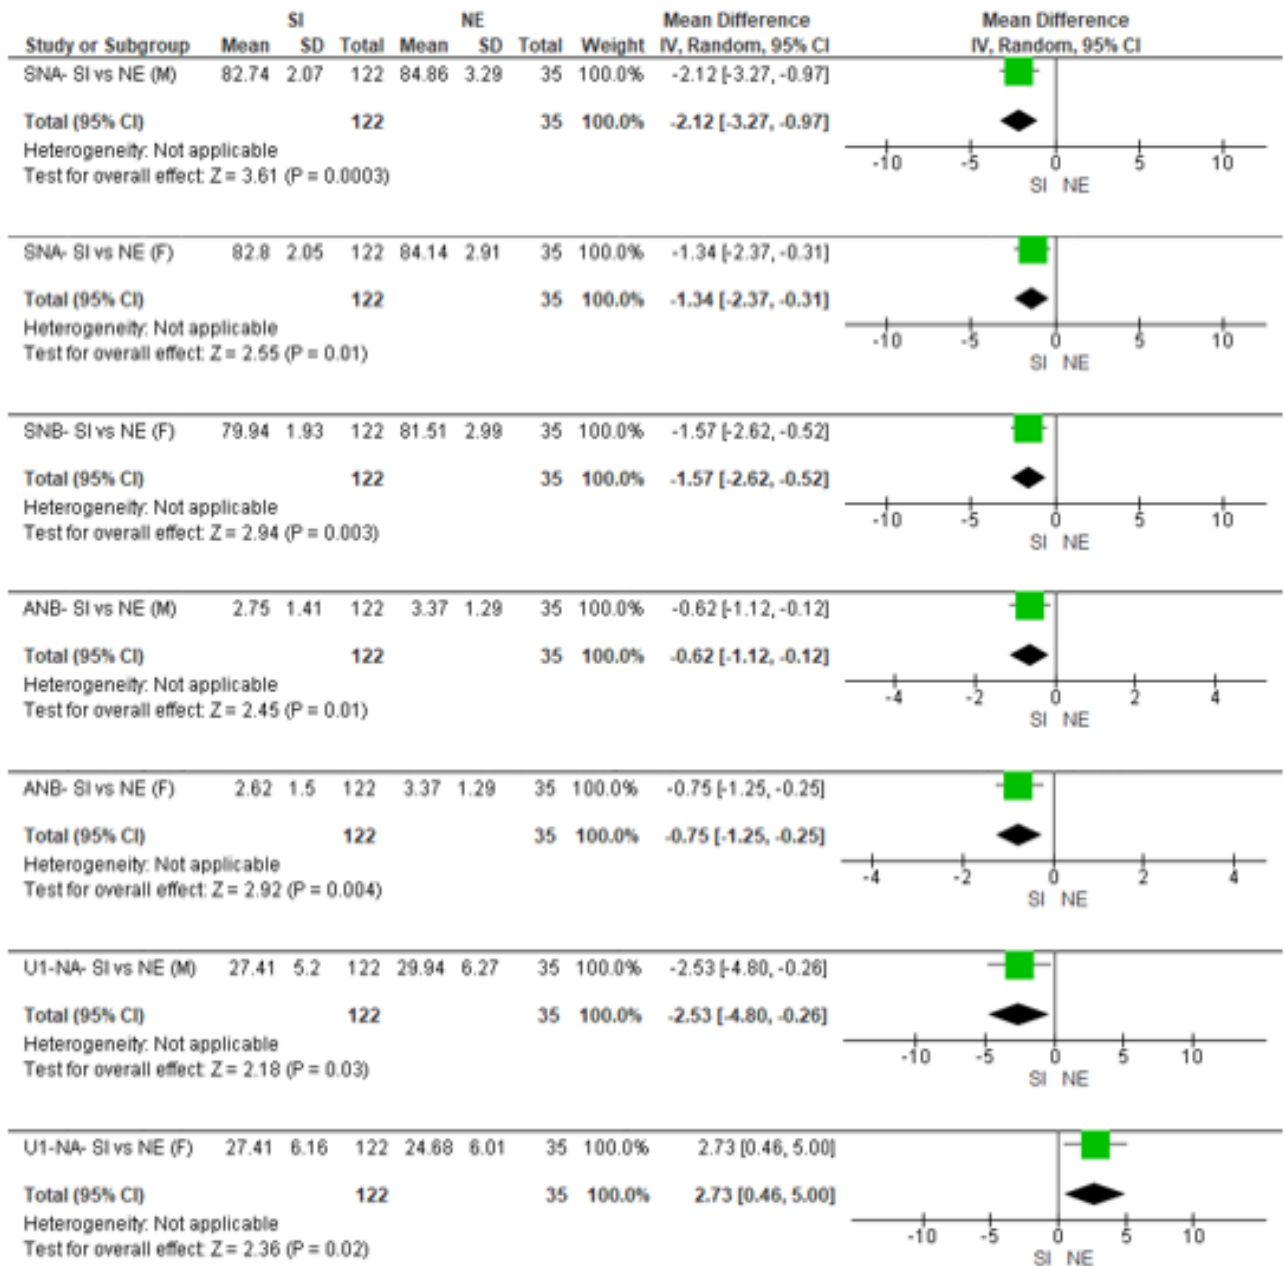 SI NE Mean Difference Mean Difference
Study or Subgroup Mean SD Total Mean SD Total Weight IV, Random, 95% CI IV, Random, 95% CI
SNA- SI vs NE (M) 82.74 2.07 122 84.86 3.29 35 100.0% -2.12 [-3.27, -0.97]
Total (95% CI) 122 35 100.0% -2.12 [-3.27, -0.97]
Heterogeneity: Not applicable
Test for overall effect: Z = 3.61 (P = 0.0003)
-10 -5 0 5 10
SI NE
SNA- SI vs NE (F) 82.8 2.05 122 84.14 2.91 35 100.0% -1.34 [-2.37, -0.31]
Total (95% CI) 122 35 100.0% -1.34 [-2.37, -0.31]
Heterogeneity: Not applicable
Test for overall effect: Z = 2.55 (P = 0.01)
-10 -5 0 5 10
SI NE
SNB- SI vs NE (F) 79.94 1.93 122 81.51 2.99 35 100.0% -1.57 [-2.62, -0.52]
Total (95% CI) 122 35 100.0% -1.57 [-2.62, -0.52]
Heterogeneity: Not applicable
Test for overall effect: Z = 2.94 (P = 0.003)
-10 -5 0 5 10
SI NE
ANB- SI vs NE (M) 2.75 1.41 122 3.37 1.29 35 100.0% -0.62 [-1.12, -0.12]
Total (95% CI) 122 35 100.0% -0.62 [-1.12, -0.12]
Heterogeneity: Not applicable
Test for overall effect: Z = 2.45 (P = 0.01)
-4 -2 0 2 4
SI NE
ANB- SI vs NE (F) 2.62 1.5 122 3.37 1.29 35 100.0% -0.75 [-1.25, -0.25]
Total (95% CI) 122 35 100.0% -0.75 [-1.25, -0.25]
Heterogeneity: Not applicable
Test for overall effect: Z = 2.92 (P = 0.004)
-4 -2 0 2 4
SI NE
U1-NA- SI vs NE (M) 27.41 5.2 122 29.94 6.27 35 100.0% -2.53 [-4.80, -0.26]
Total (95% CI) 122 35 100.0% -2.53 [-4.80, -0.26]
Heterogeneity: Not applicable
Test for overall effect: Z = 2.18 (P = 0.03)
-10 -5 0 5 10
SI NE
U1-NA- SI vs NE (F) 27.41 6.16 122 24.68 6.01 35 100.0% 2.73 [0.46, 5.00]
Total (95% CI) 122 35 100.0% 2.73 [0.46, 5.00]
Heterogeneity: Not applicable
Test for overall effect: Z = 2.36 (P = 0.02)
-10 -5 0 5 10
SI NE